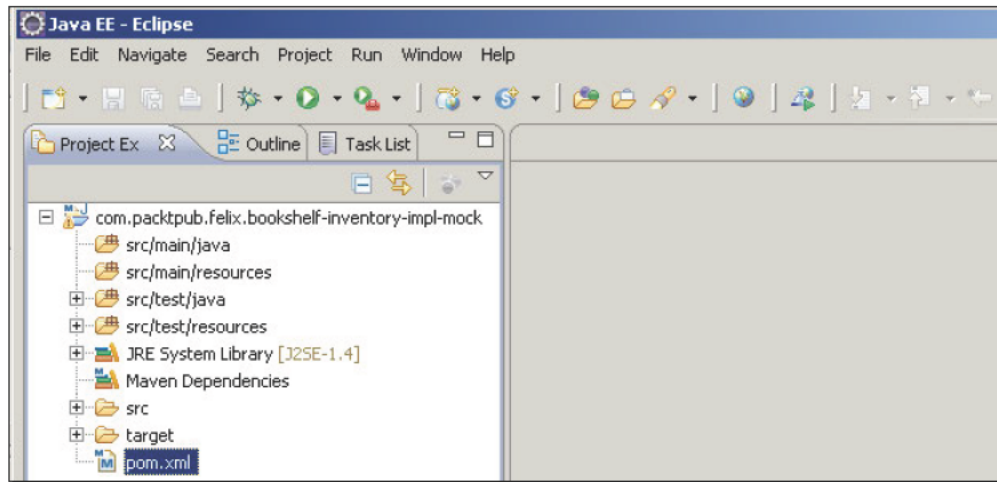 Java EE - Eclipse
File Edit Navigate Search Project Run Window Help
Project Ex Outline Task List
com.packtpub.felix.bookshelf-inventory-impl-mock
src/main/java
src/main/resources
src/test/java
src/test/resources
JRE System Library [J2SE-1.4]
Maven Dependencies
src
target
pom.xml